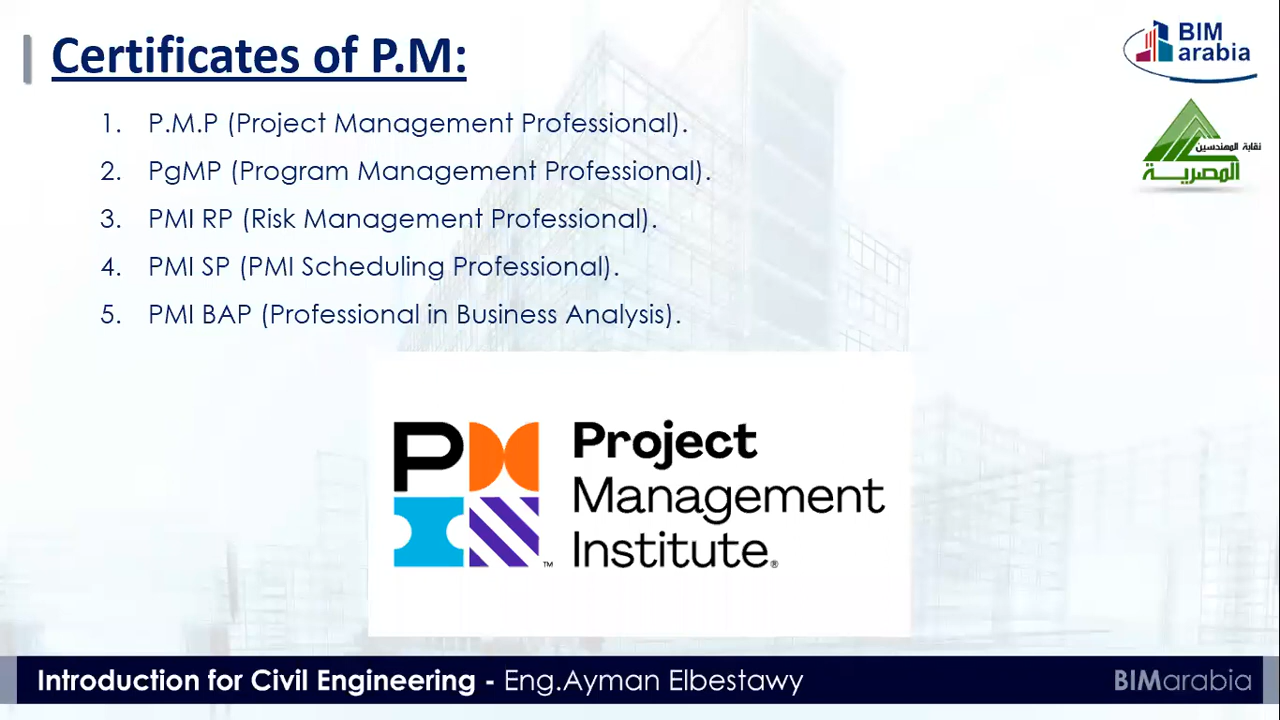 Certificates of P.M:
BIM
arabia
1. P.M.P (Project Management Professional).
2. PgMP (Program Management Professional).
3. PMI RP (Risk Management Professional).
4. PMI SP (PMI Scheduling Professional).
5. PMI BAP (Professional in Business Analysis).
نقابة المهندسين
المصرية
PM
I
Project
Management
Institute.®
™
Introduction for Civil Engineering - Eng.Ayman Elbestawy
BIMarabia